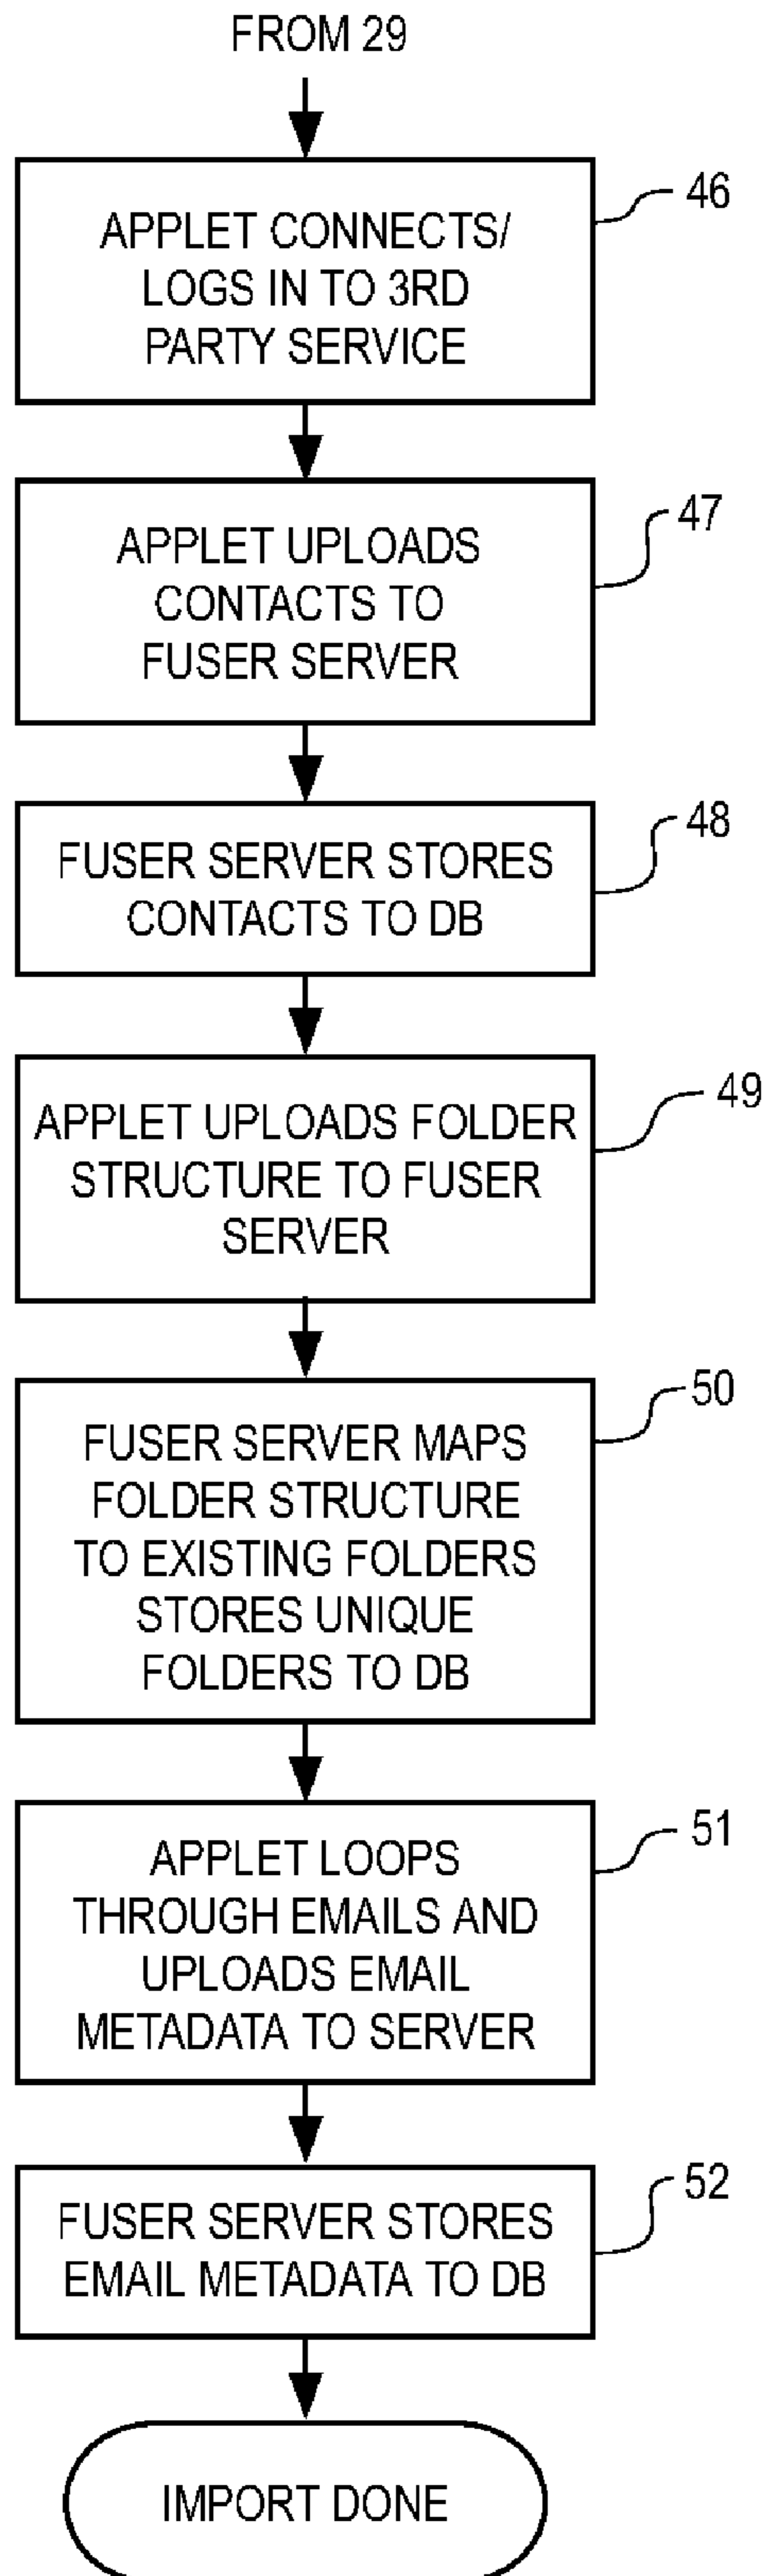 FROM 29
46
APPLET CONNECTS/
LOGS IN TO 3RD
PARTY SERVICE
47
APPLET UPLOADS
CONTACTS TO
FUSER SERVER
48
FUSER SERVER STORES
CONTACTS TO DB
49
APPLET UPLOADS FOLDER
STRUCTURE TO FUSER
SERVER
50
FUSER SERVER MAPS
FOLDER STRUCTURE
TO EXISTING FOLDERS
STORES UNIQUE
FOLDERS TO DB
51
APPLET LOOPS
THROUGH EMAILS AND
UPLOADS EMAIL
METADATA TO SERVER
52
FUSER SERVER STORES
EMAIL METADATA TO DB
IMPORT DONE